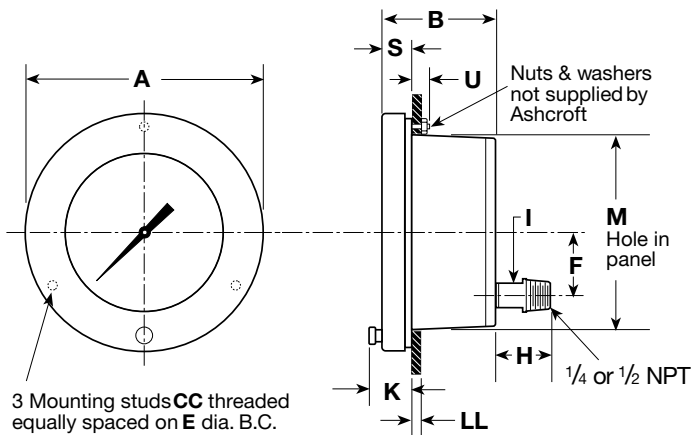 B
S
A
U
Nuts & washers
not supplied by
Ashcroft
I
M
Hole in
panel
F
H
1/4 or 1/2 NPT
K
LL
3 Mounting studs CC threaded
equally spaced on E dia. B.C.